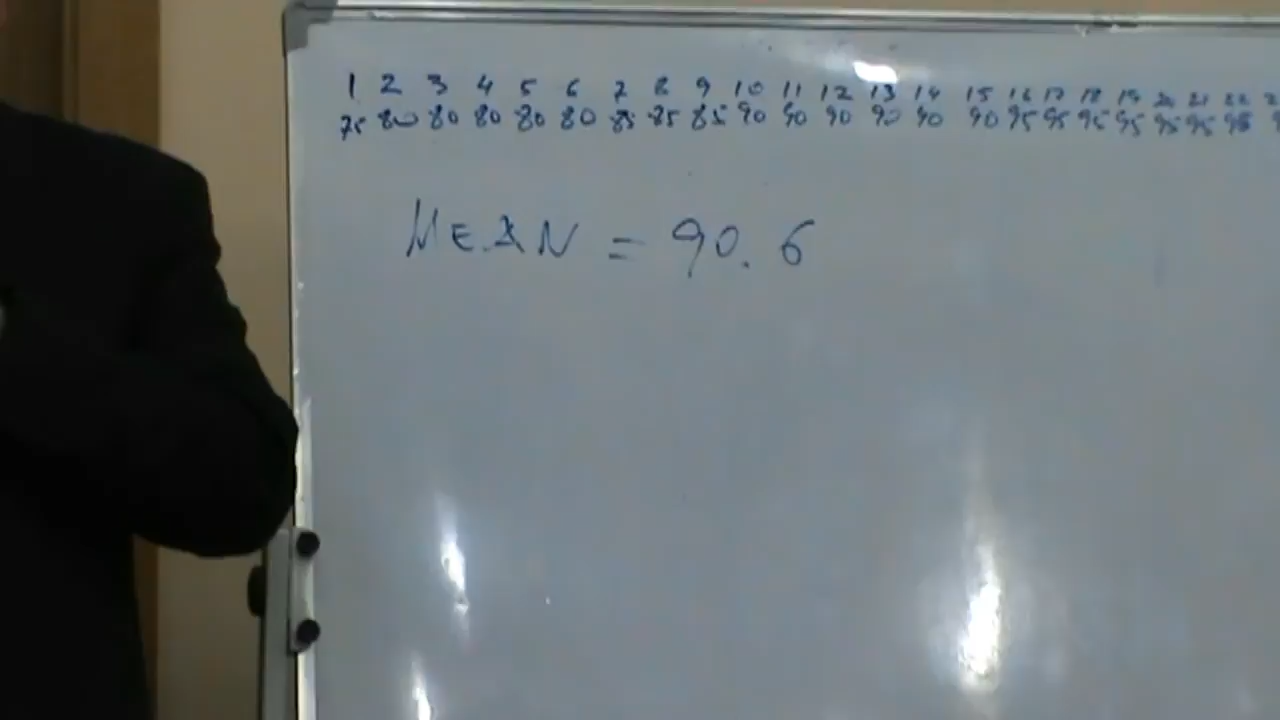 1 2 3 4 5 6 7 8 9 10 11 12 13 14 15 16 17 18 19 20 21 22
75 80 80 80 80 80 85 85 85 90 90 90 90 90 90 95 95 95 95 95 95 95
MEAN = 90.6